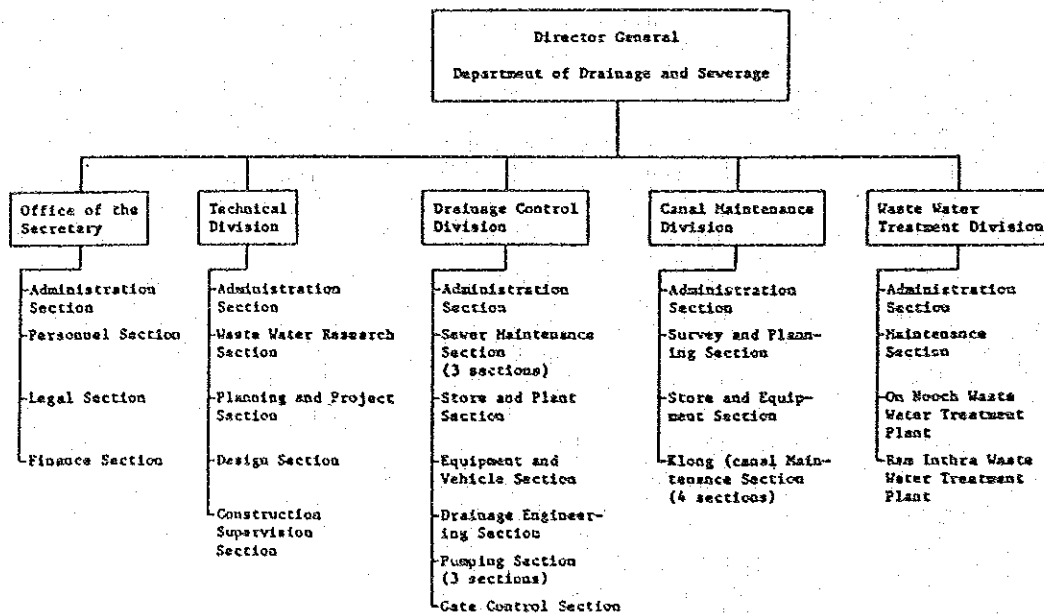 Director General
Department of Drainage and Sewerage
Office of the
Secretary
Administration
Section
Personnel Section
Legal Section
Finance Section
Technical
Division
Administration
Section
Waste Water Research
Section
Planning and Project
Section
Design Section
Construction
Supervision
Section
Drainage Control
Division
Administration
Section
Sewer Maintenance
Section
(3 sections)
Store and Plant
Section
Equipment and
Vehicle Section
Drainage Engineer-
ing Section
Pumping Section
(3 sections)
Gate Control Section
Canal Maintenance
Division
Administration
Section
Survey and Plann-
ing Section
Store and Equip-
ment Section
Klong (canal Main-
tenance Section
(4 sections)
Waste Water
Treatment Division
Administration
Section
Maintenance
Section
On Nooch Waste
Water Treatment
Plant
Ram Inthra Waste
Water Treatment
Plant